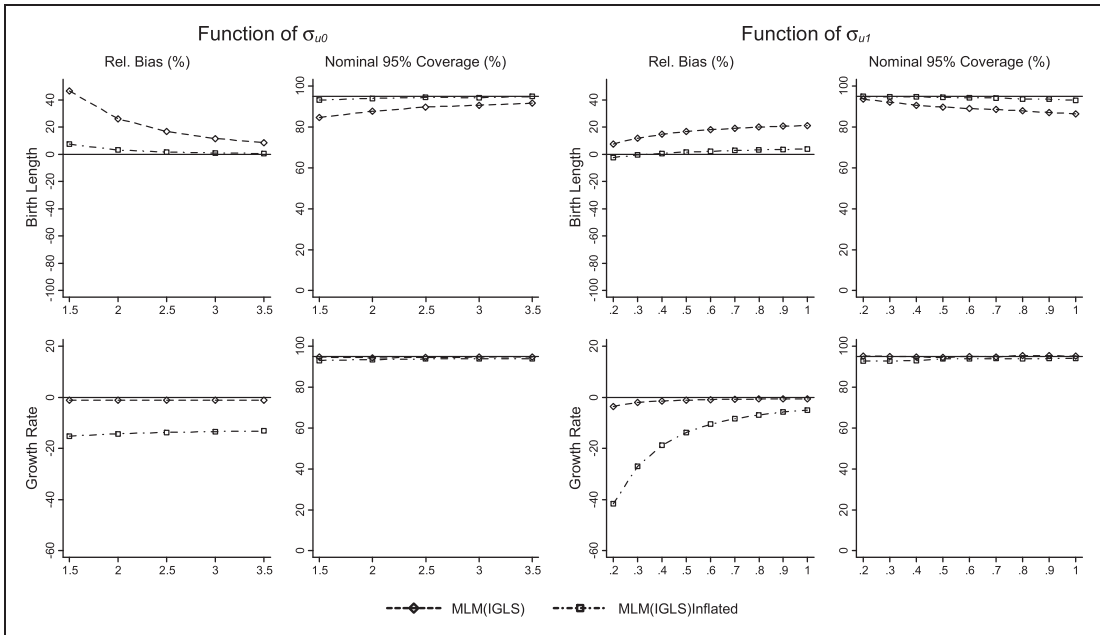 Function of σu0
Function of σu1
Rel. Bias (%)
Nominal 95% Coverage (%)
Rel. Bias (%)
Nominal 95% Coverage (%)
Birth Length
40
20
0
-20
-40
-60
-80
-100
1.5 2 2.5 3 3.5
100
80
60
40
20
0
1.5 2 2.5 3 3.5
Birth Length
40
20
0
-20
-40
-60
-80
-100
.2 .3 .4 .5 .6 .7 .8 .9 1
100
80
60
40
20
0
.2 .3 .4 .5 .6 .7 .8 .9 1
Growth Rate
20
0
-20
-40
-60
1.5 2 2.5 3 3.5
100
80
60
40
20
0
1.5 2 2.5 3 3.5
Growth Rate
20
0
-20
-40
-60
.2 .3 .4 .5 .6 .7 .8 .9 1
100
80
60
40
20
0
.2 .3 .4 .5 .6 .7 .8 .9 1
MLM(IGLS)
MLM(IGLS)Inflated